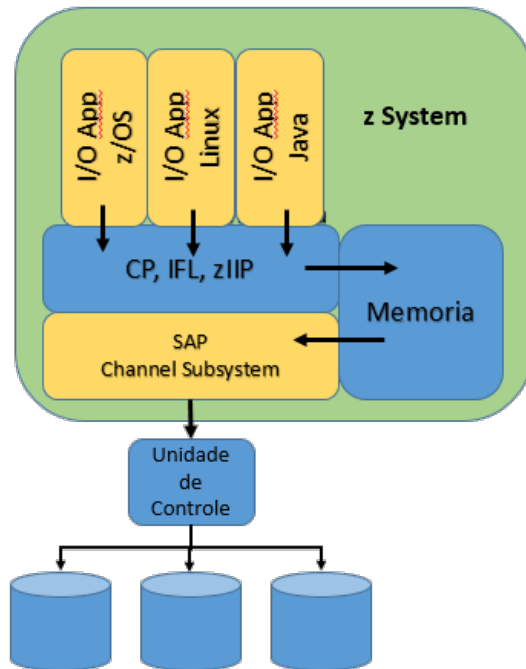 I/O App
z/OS
I/O App
Linux
I/O App
Java
z System
CP, IFL, zIIP
Memoria
SAP
Channel Subsystem
Unidade
de
Controle